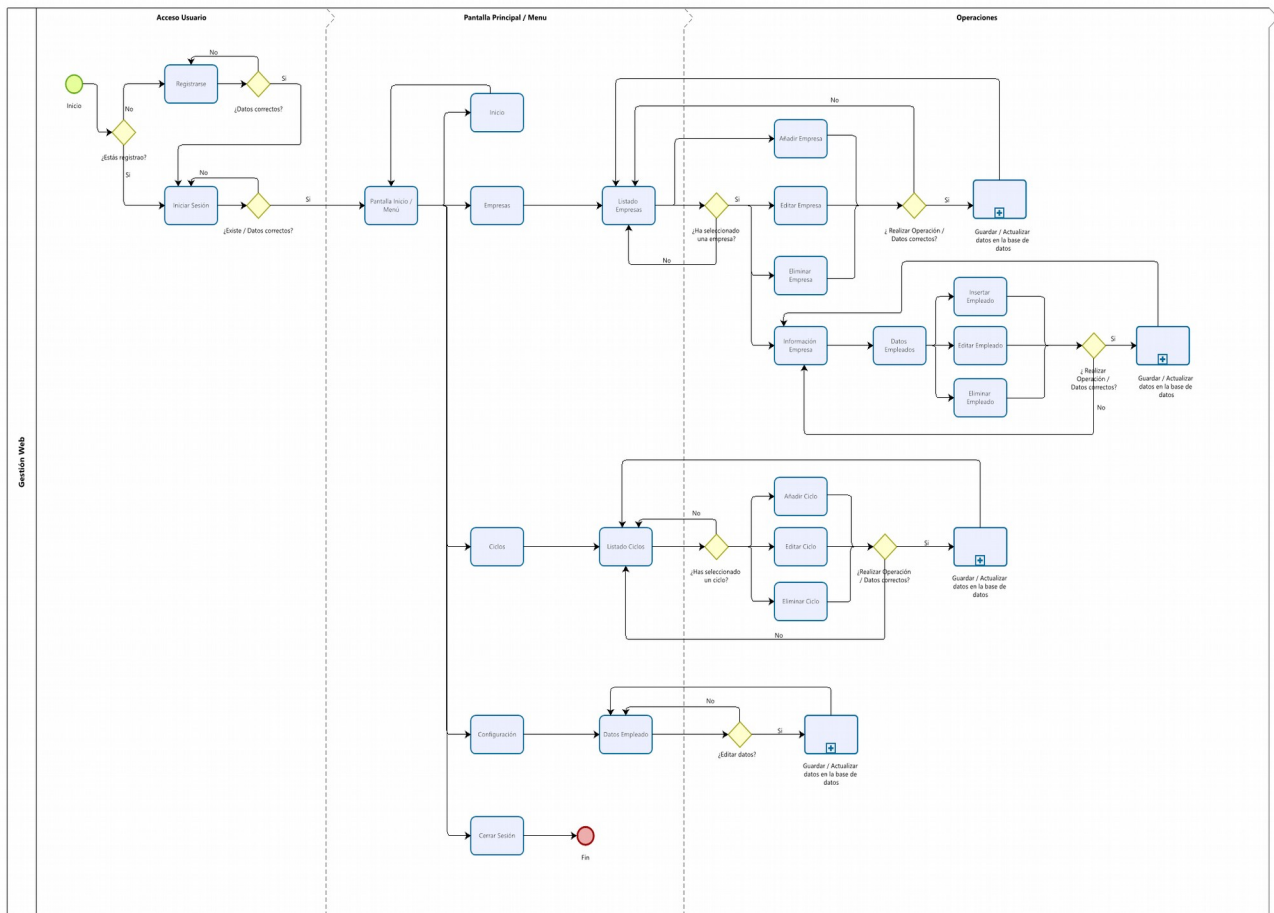 Acceso Usuario
Pantalla Principal / Menu
Operaciones
Gestión Web
Inicio
¿Estás registrao?
No
Si
Registrarse
No
¿Datos correctos?
Si
Iniciar Sesión
No
¿Existe / Datos correctos?
Si
Pantalla Inicio /
Menú
Inicio
Empresas
Listado
Empresas
¿Ha seleccionado
una empresa?
Si
No
Añadir Empresa
Editar Empresa
Eliminar
Empresa
No
¿ Realizar Operación /
Datos correctos?
Si
Guardar / Actualizar
datos en la base de
datos
Información
Empresa
Datos
Empleados
Insertar
Empleado
Editar Empleado
Eliminar
Empleado
¿ Realizar
Operación /
Datos correctos?
Si
No
Guardar / Actualizar
datos en la base de
datos
Ciclos
Listado Ciclos
No
¿Has seleccionado
un ciclo?
Añadir Ciclo
Editar Ciclo
Eliminar Ciclo
¿Realizar Operación
/ Datos correctos?
Si
No
Guardar / Actualizar
datos en la base de
datos
Configuración
Datos Empleado
No
¿Editar datos?
Si
Guardar / Actualizar
datos en la base de
datos
Cerrar Sesión
Fin